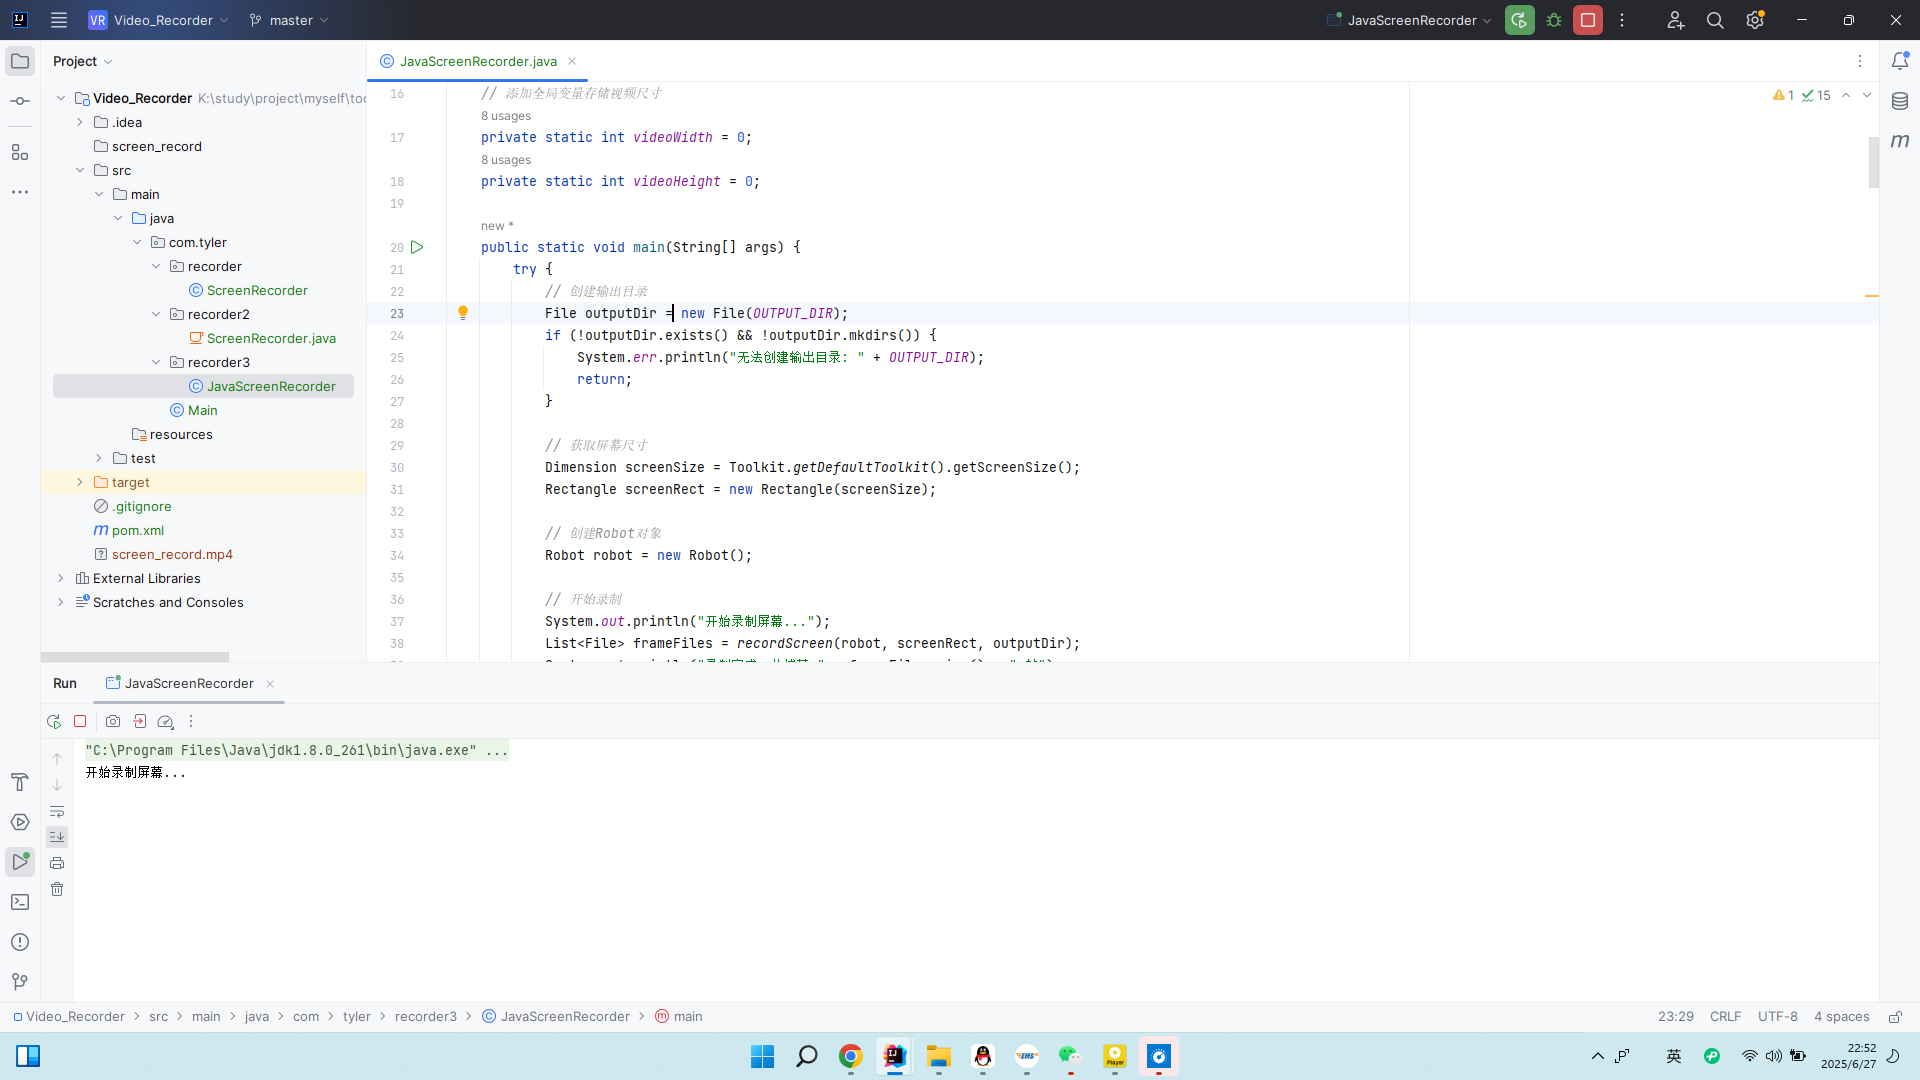 VR Video_Recorder master JavaScreenRecorder
Project
JavaScreenRecorder.java
Video_Recorder K:\study\project\myself\too
.idea
screen_record
src
main
java
com.tyler
recorder
ScreenRecorder
recorder2
ScreenRecorder.java
recorder3
JavaScreenRecorder
Main
resources
test
target
.gitignore
pom.xml
screen_record.mp4
External Libraries
Scratches and Consoles
1 15
16 // 添加全局变量存储视频尺寸
8 usages
17 private static int videoWidth = 0;
8 usages
18 private static int videoHeight = 0;
19
new *
20 public static void main(String[] args) {
21 try {
22 // 创建输出目录
23 File outputDir = new File(OUTPUT_DIR);
24 if (!outputDir.exists() && !outputDir.mkdirs()) {
25 System.err.println("无法创建输出目录: " + OUTPUT_DIR);
26 return;
27 }
28
29 // 获取屏幕尺寸
30 Dimension screenSize = Toolkit.getDefaultToolkit().getScreenSize();
31 Rectangle screenRect = new Rectangle(screenSize);
32
33 // 创建Robot对象
34 Robot robot = new Robot();
35
36 // 开始录制
37 System.out.println("开始录制屏幕...");
38 List<File> frameFiles = recordScreen(robot, screenRect, outputDir);
Run JavaScreenRecorder
"C:\Program Files\Java\jdk1.8.0_261\bin\java.exe" ...
开始录制屏幕...
Video_Recorder > src > main > java > com > tyler > recorder3 > JavaScreenRecorder > main
23:29 CRLF UTF-8 4 spaces
英
22:52
2025/6/27